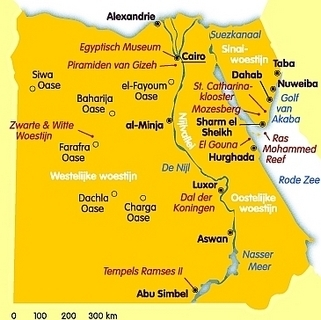 Alexandrie
Suezkanaal
Egyptisch Museum
Cairo
Sinaï-
woestijn
Piramiden van Gizeh
Taba
Dahab
Nuweiba
Siwa
Oase
el-Fayoum
Oase
St. Catharina-
klooster
Mozesberg
Golf
van
Akaba
Baharija
Oase
al-Minja
Nijlvallei
Sharm el
Sheikh
Zwarte & Witte
Woestijn
El Gouna
Ras
Mohammed
Reef
Farafra
Oase
Hurghada
De Nijl
Rode Zee
Westelijke woestijn
Luxor
Oostelijke
woestijn
Dachla
Oase
Charga
Oase
Dal der
Koningen
Aswan
Nasser
Meer
Tempels Ramses II
Abu Simbel
0 100 200 300 km